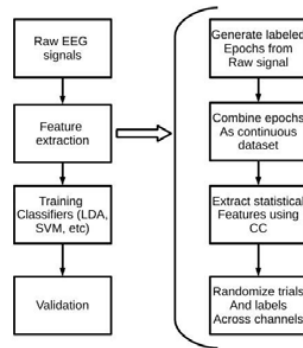 Raw EEG
signals
Feature
extraction
Training
Classifiers (LDA,
SVM, etc)
Validation
Generate labeled
Epochs from
Raw signal
Combine epochs
As continuous
dataset
Extract statistical
Features using
CC
Randomize trials
And labels
Across channels